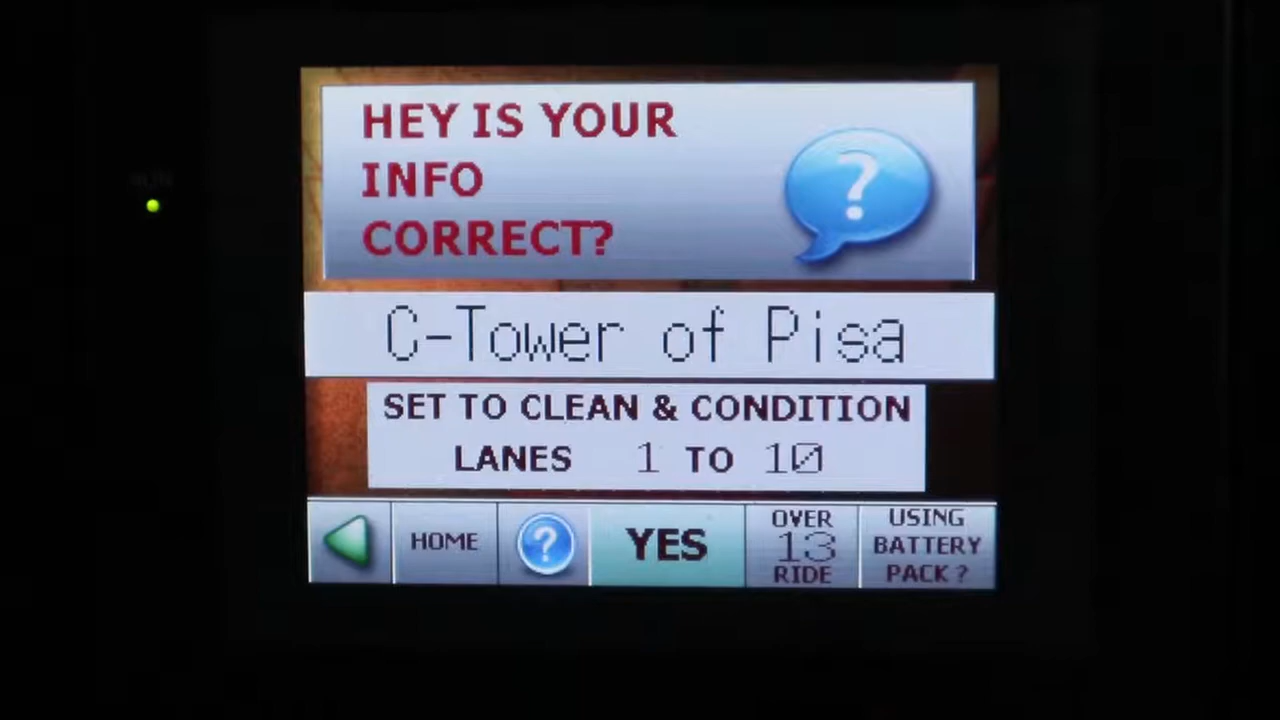 HEY IS YOUR
INFO
CORRECT?
?
C-Tower of Pisa
SET TO CLEAN & CONDITION
LANES 1 TO 10
HOME
?
YES
OVER
13
RIDE
USING
BATTERY
PACK ?